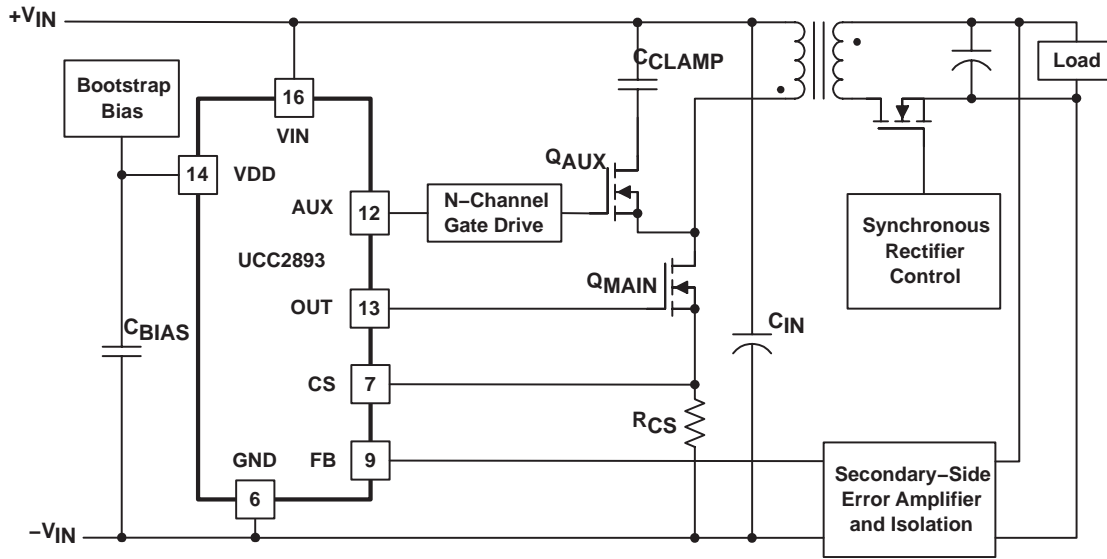 +VIN
Bootstrap
Bias
16
VIN
CCLAMP
Load
14
VDD
QAUX
AUX
12
N−Channel
Gate Drive
Synchronous
Rectifier
Control
UCC2893
QMAIN
OUT
13
CBIAS
CIN
CS
7
RCS
GND
FB
9
6
Secondary−Side
Error Amplifier
and Isolation
−VIN